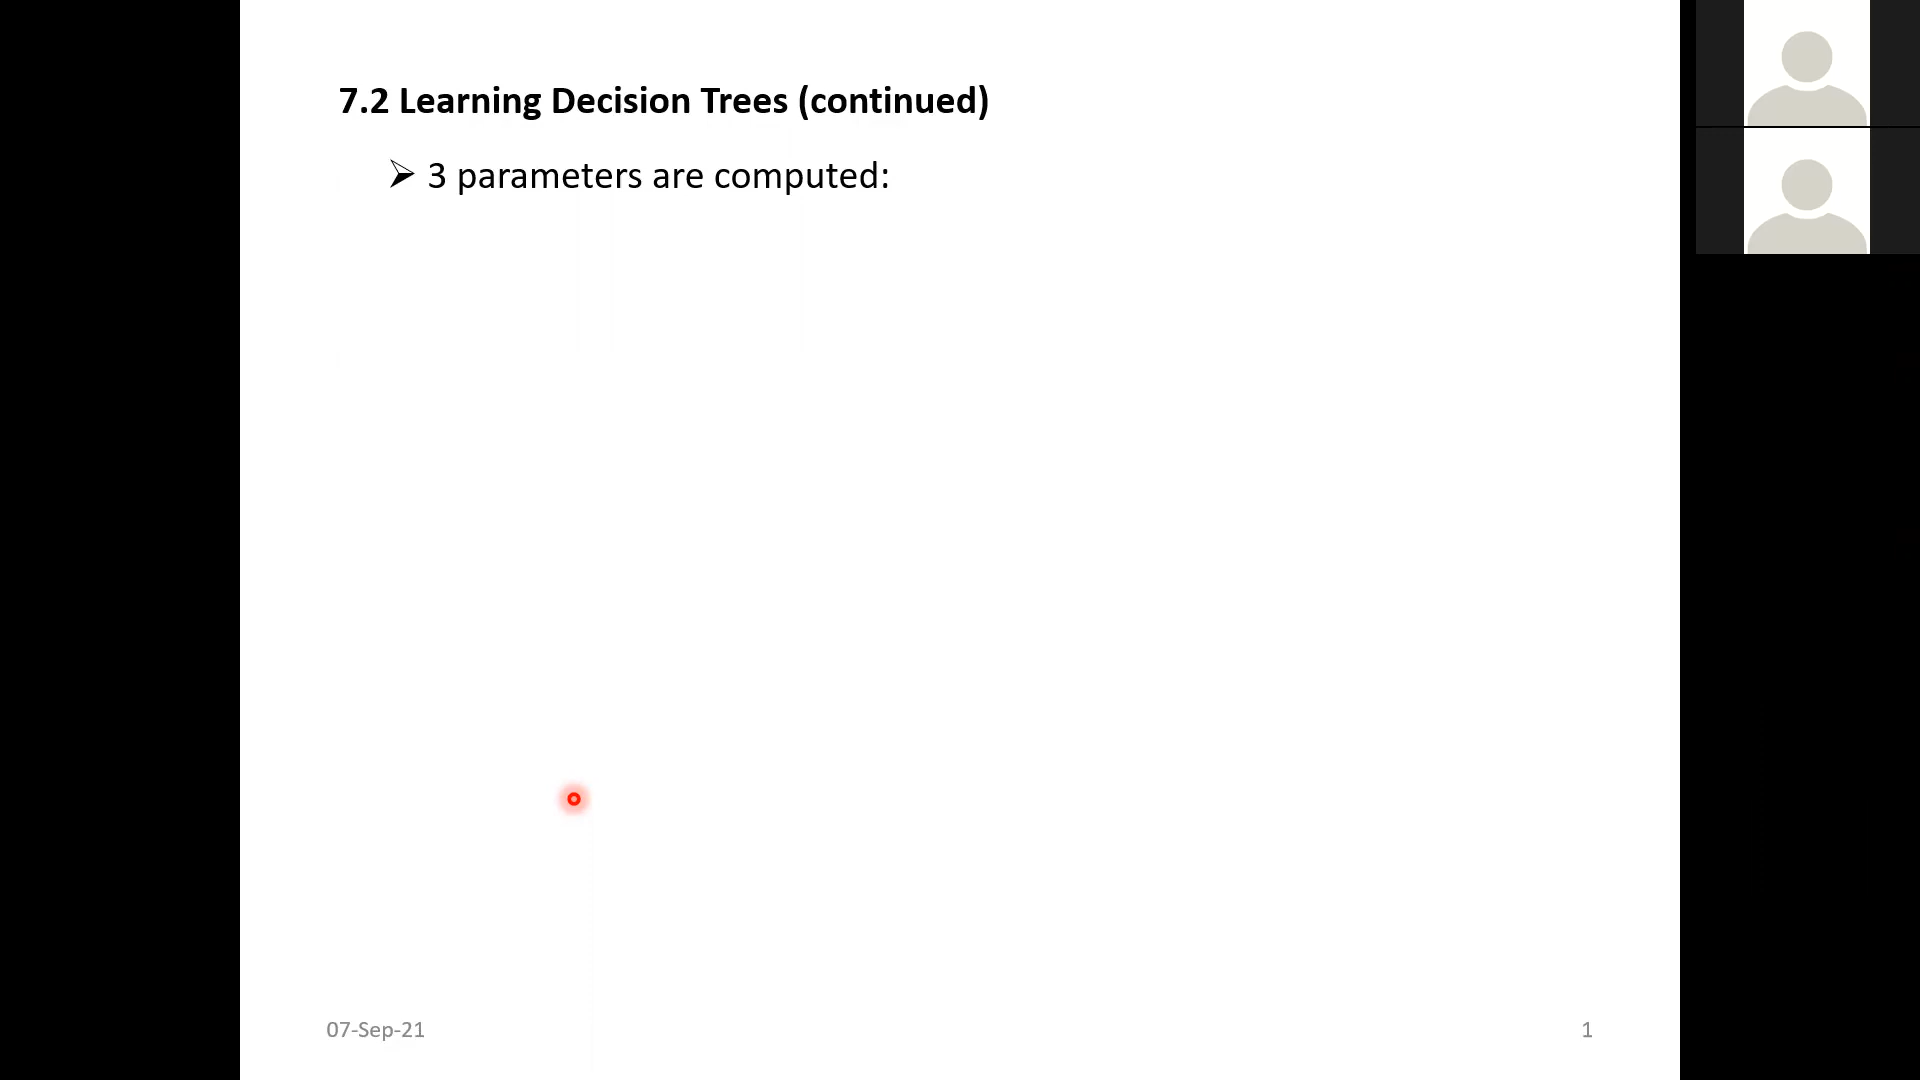 7.2 Learning Decision Trees (continued)
➢ 3 parameters are computed:
07-Sep-21
1